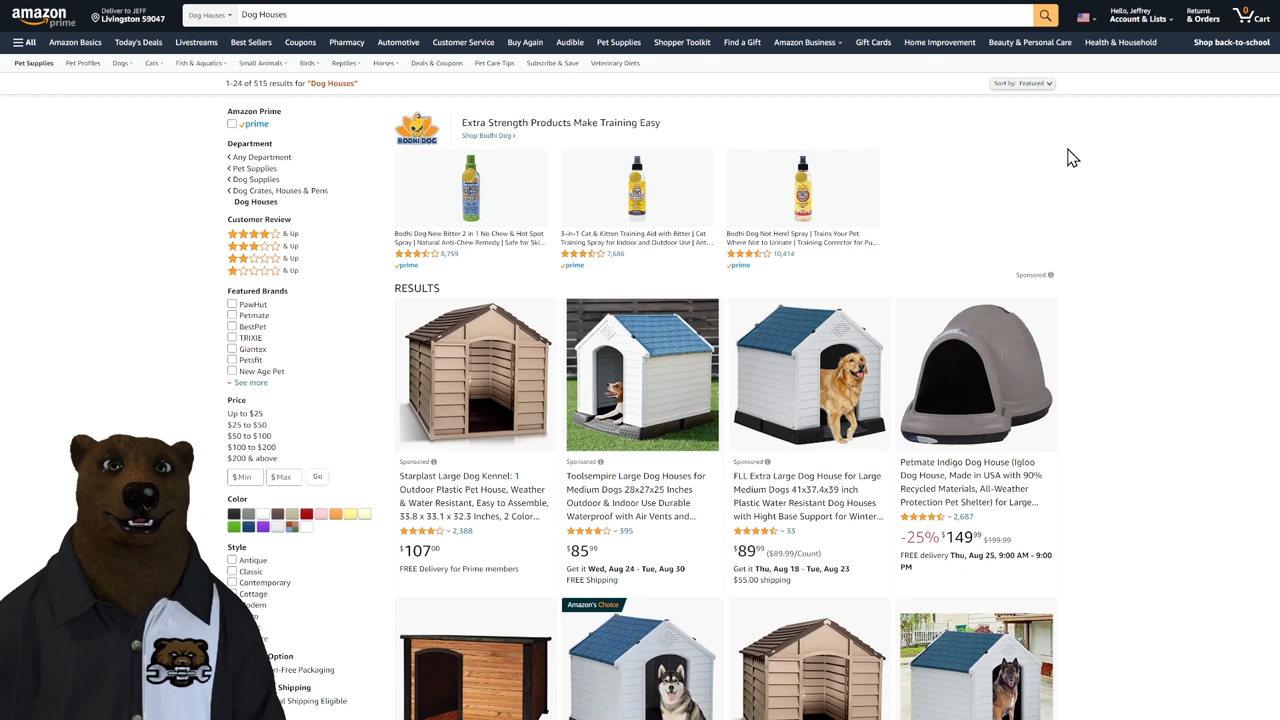 amazon prime
Deliver to JEFF
Livingston 59047
Dog Houses
Dog Houses
Hello, Jeffrey
Account & Lists
Returns
& Orders
0
Cart
All
Amazon Basics
Today's Deals
Livestreams
Best Sellers
Coupons
Pharmacy
Automotive
Customer Service
Buy Again
Audible
Pet Supplies
Shopper Toolkit
Find a Gift
Amazon Business
Gift Cards
Home Improvement
Beauty & Personal Care
Health & Household
Shop back-to-school
Pet Supplies
Pet Profiles
Dogs
Cats
Fish & Aquatics
Small Animals
Birds
Reptiles
Horses
Deals & Coupons
Pet Care Tips
Subscribe & Save
Veterinary Diets
1-24 of 515 results for "Dog Houses"
Sort by: Featured
Amazon Prime
prime
Department
Any Department
Pet Supplies
Dog Supplies
Dog Crates, Houses & Pens
Dog Houses
Customer Review
& Up
& Up
& Up
& Up
Featured Brands
PawHut
Petmate
BestPet
TRIXIE
Giantex
Petsfit
New Age Pet
See more
Price
Up to $25
$25 to $50
$50 to $100
$100 to $200
$200 & above
$ Min
$ Max
Go
Color
Style
Antique
Classic
Contemporary
Cottage
BODHI DOG
Extra Strength Products Make Training Easy
Shop Bodhi Dog ›
Bodhi Dog New Bitter 2 in 1 No Chew & Hot Spot
Spray | Natural Anti-Chew Remedy | Safe for Ski...
8,759
prime
3-in-1 Cat & Kitten Training Aid with Bitter | Cat
Training Spray for Indoor and Outdoor Use | Ant...
7,686
prime
Bodhi Dog Not Here! Spray | Trains Your Pet
Where Not to Urinate | Training Corrector for Pu...
10,414
prime
Sponsored
RESULTS
Sponsored
Starplast Large Dog Kennel: 1
Outdoor Plastic Pet House, Weather
& Water Resistant, Easy to Assemble,
33.8 x 33.1 x 32.3 Inches, 2 Color...
2,388
$10700
FREE Delivery for Prime members
Sponsored
Toolsempire Large Dog Houses for
Medium Dogs 28x27x25 Inches
Outdoor & Indoor Use Durable
Waterproof with Air Vents and...
395
$8599
Get it Wed, Aug 24 - Tue, Aug 30
FREE Shipping
Sponsored
FLL Extra Large Dog House for Large
Medium Dogs 41x37.4x39 inch
Plastic Water Resistant Dog Houses
with Hight Base Support for Winter...
33
$8999 ($89.99/Count)
Get it Thu, Aug 18 - Tue, Aug 23
$55.00 shipping
Petmate Indigo Dog House (Igloo
Dog House, Made in USA with 90%
Recycled Materials, All-Weather
Protection Pet Shelter) for Large...
2,687
-25% $14999 $199.99
FREE delivery Thu, Aug 25, 9:00 AM - 9:00
PM
Amazon's Choice